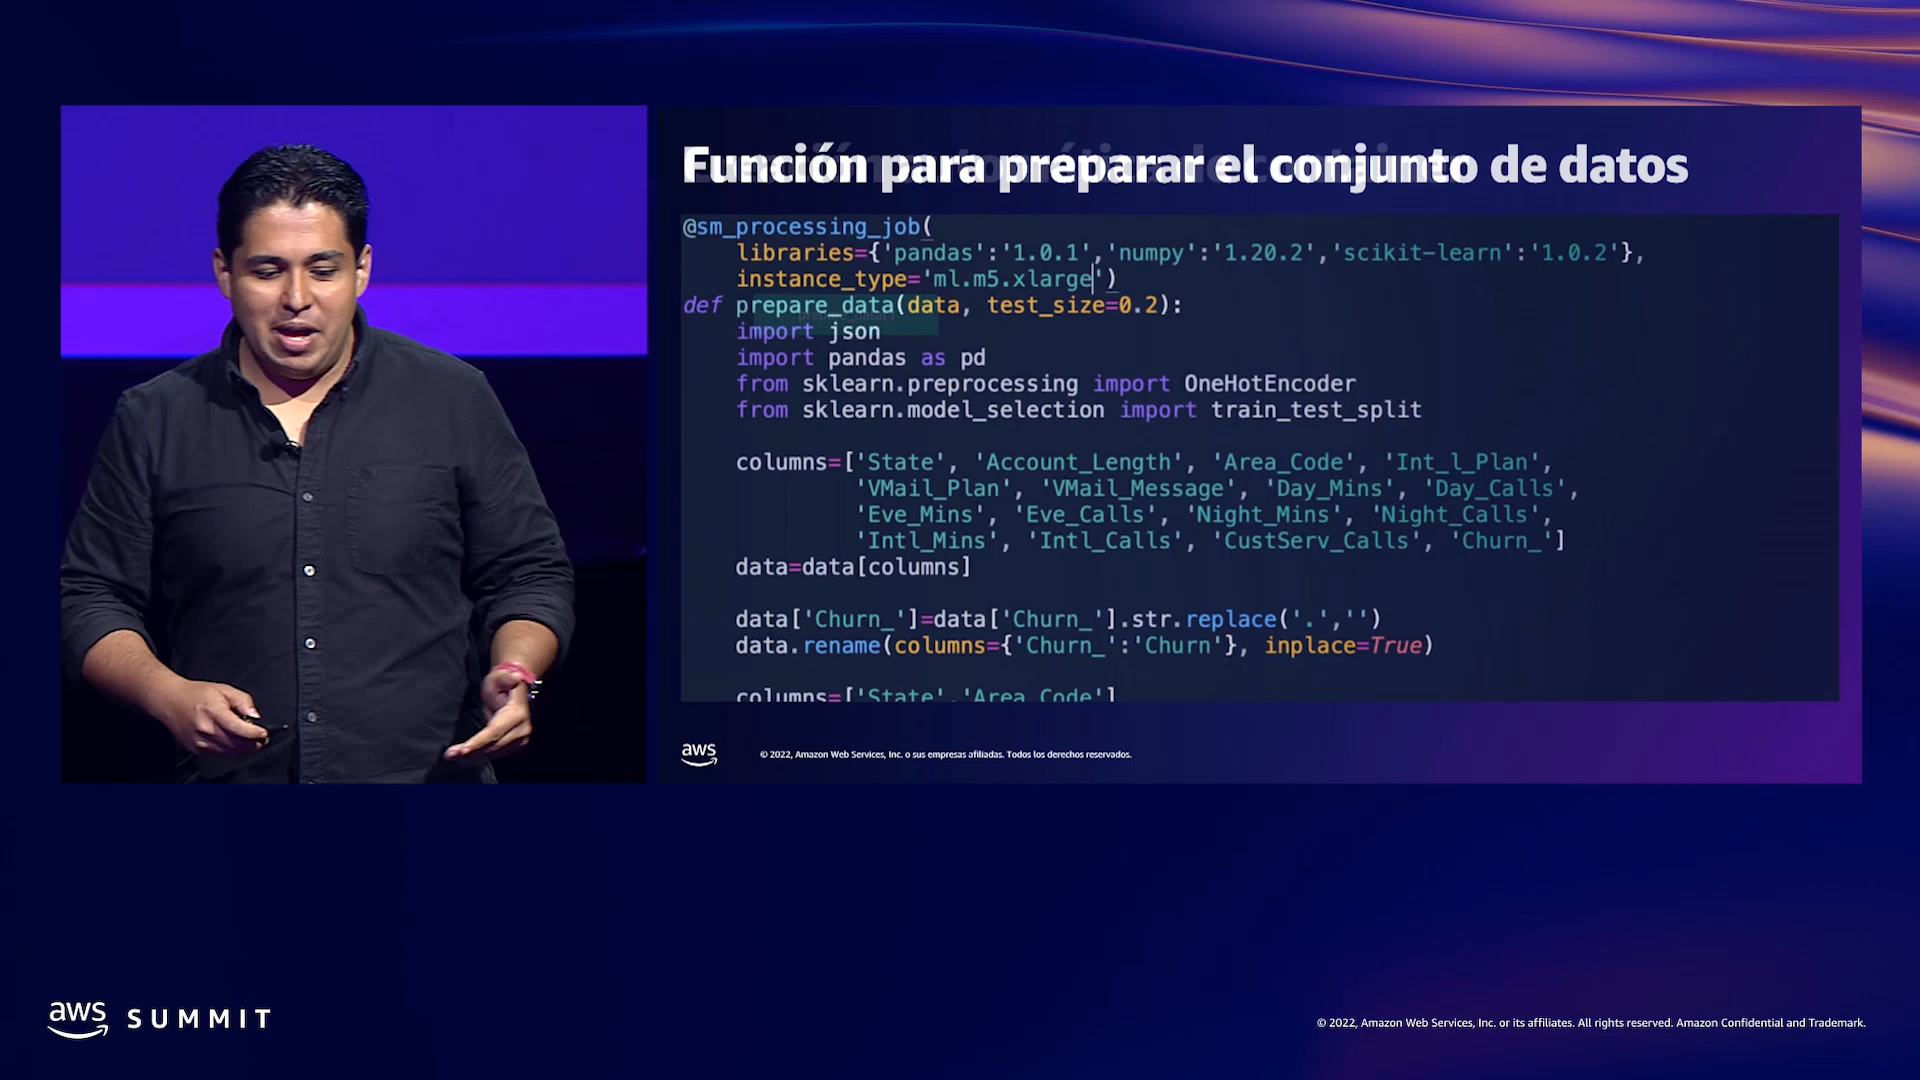 Función para préparar el conjunto de datos
@sm_processing_job(
libraries={'pandas':'1.0.1','numpy':'1.20.2','scikit-learn':'1.0.2'},
instance_type='ml.m5.xlarge')
def prepare_data(data, test_size=0.2):
import json
import pandas as pd
from sklearn.preprocessing import OneHotEncoder
from sklearn.model_selection import train_test_split
columns=['State', 'Account_Length', 'Area_Code', 'Int_l_Plan',
'VMail_Plan', 'VMail_Message', 'Day_Mins', 'Day_Calls',
'Eve_Mins', 'Eve_Calls', 'Night_Mins', 'Night_Calls',
'Intl_Mins', 'Intl_Calls', 'CustServ_Calls', 'Churn_']
data=data[columns]
data['Churn_']=data['Churn_'].str.replace('.','')
data.rename(columns={'Churn_':'Churn'}, inplace=True)
columns=['State','Area_Code']
aws
© 2022, Amazon Web Services, Inc. o sus empresas afiliadas. Todos los derechos reservados.
aws SUMMIT
© 2022, Amazon Web Services, Inc. or its affiliates. All rights reserved. Amazon Confidential and Trademark.